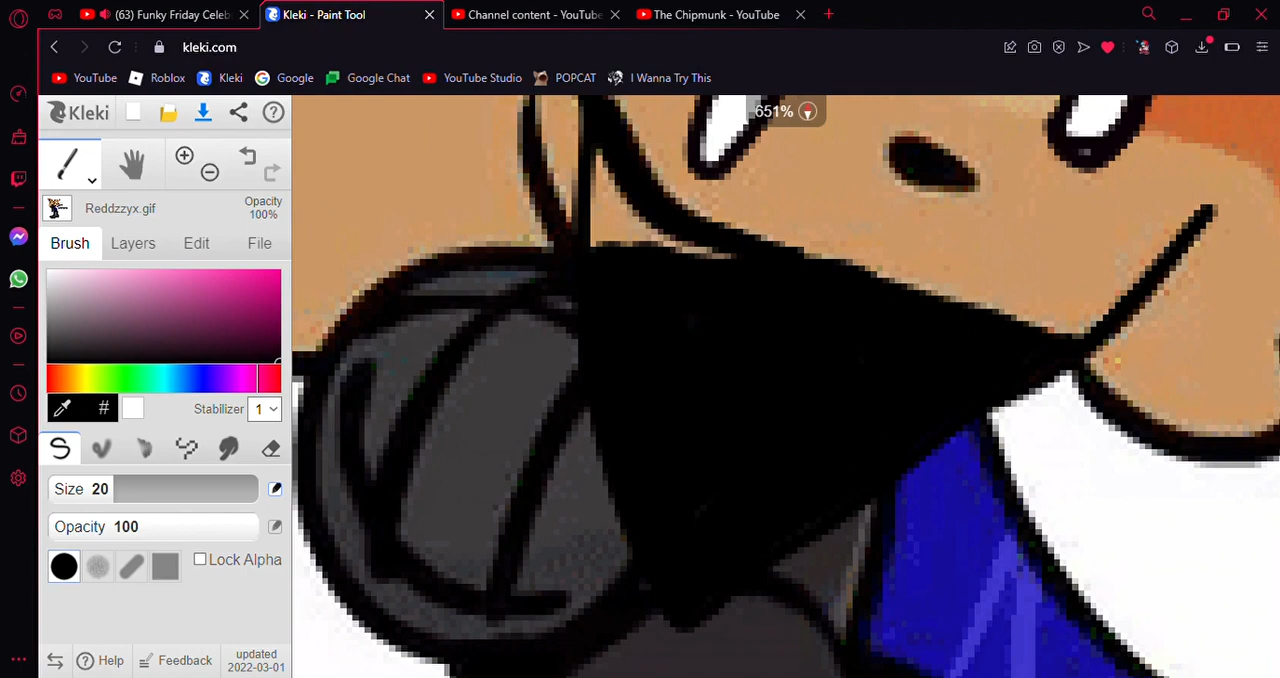 (63) Funky Friday Celeb
Kleki - Paint Tool
Channel content - YouTube
The Chipmunk - YouTube
kleki.com
YouTube
Roblox
Kleki
Google
Google Chat
YouTube Studio
POPCAT
I Wanna Try This
Kleki
651%
Reddzzyx.gif
Opacity
100%
Brush
Layers
Edit
File
#
Stabilizer
1
Size 20
Opacity 100
Lock Alpha
Help
Feedback
updated
2022-03-01